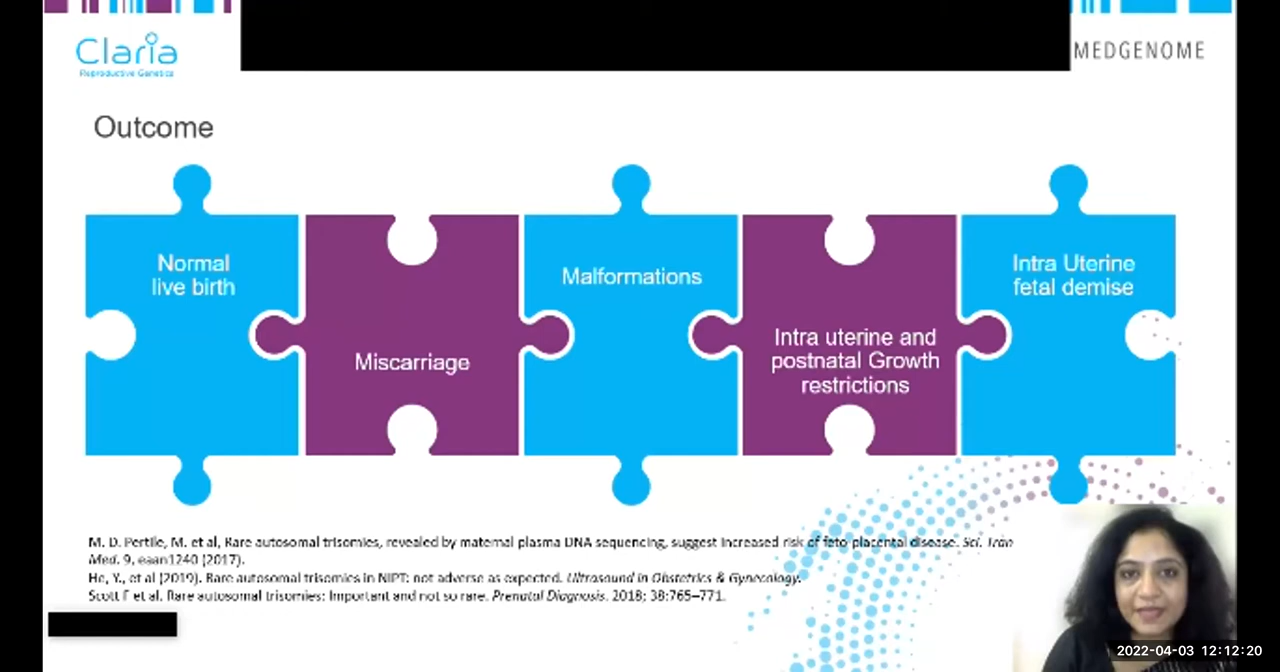 Claria
Reproductive Genetics
MEDGENOME
Outcome
Normal
live birth
Miscarriage
Malformations
Intra uterine and
postnatal Growth
restrictions
Intra Uterine
fetal demise
M. D. Pertile, M. et al, Rare autosomal trisomies, revealed by maternal plasma DNA sequencing, suggest increased risk of feto-placental disease. Sci. Tran
Med. 9, eaan1240 (2017).
He, Y., et al (2019). Rare autosomal trisomies in NIPT: not adverse as expected. Ultrasound in Obstetrics & Gynecology.
Scott F et al. Rare autosomal trisomies: Important and not so rare. Prenatal Diagnosis. 2018; 38:765–771.
2022-04-03 12:12:20